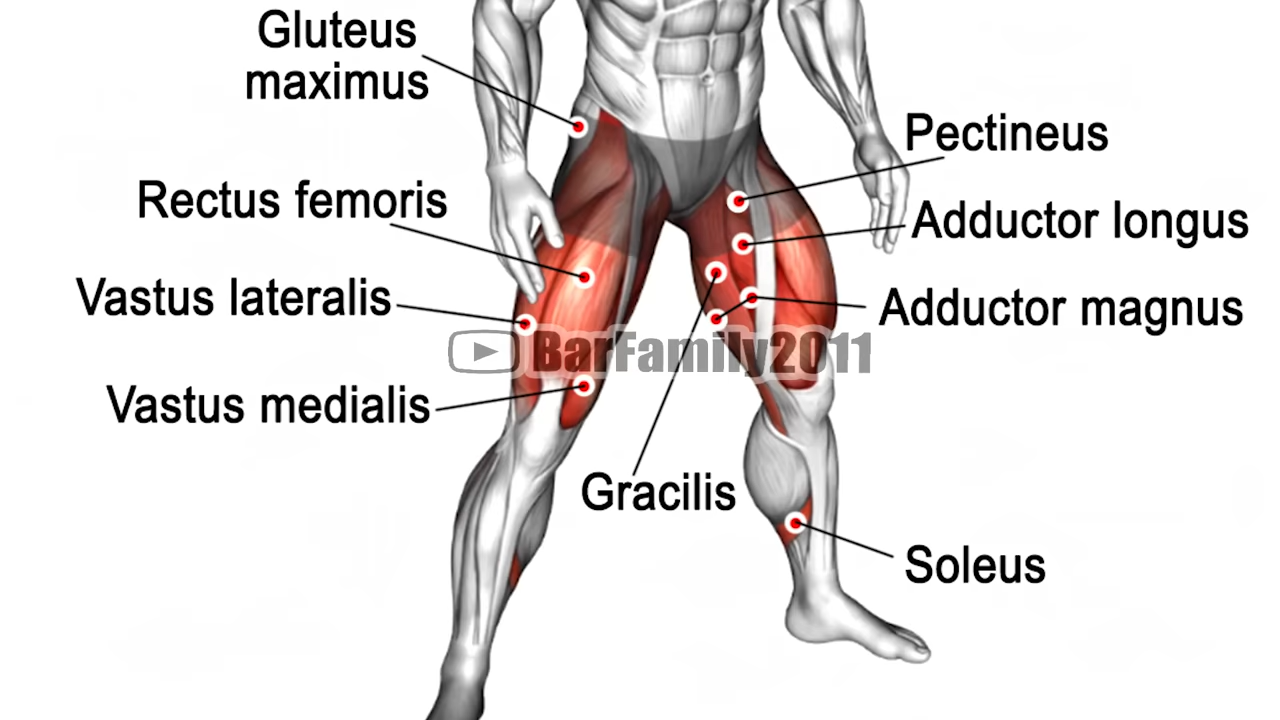 Gluteus
maximus
Pectineus
Rectus femoris
Adductor longus
Vastus lateralis
Adductor magnus
BarFamily2011
Vastus medialis
Gracilis
Soleus